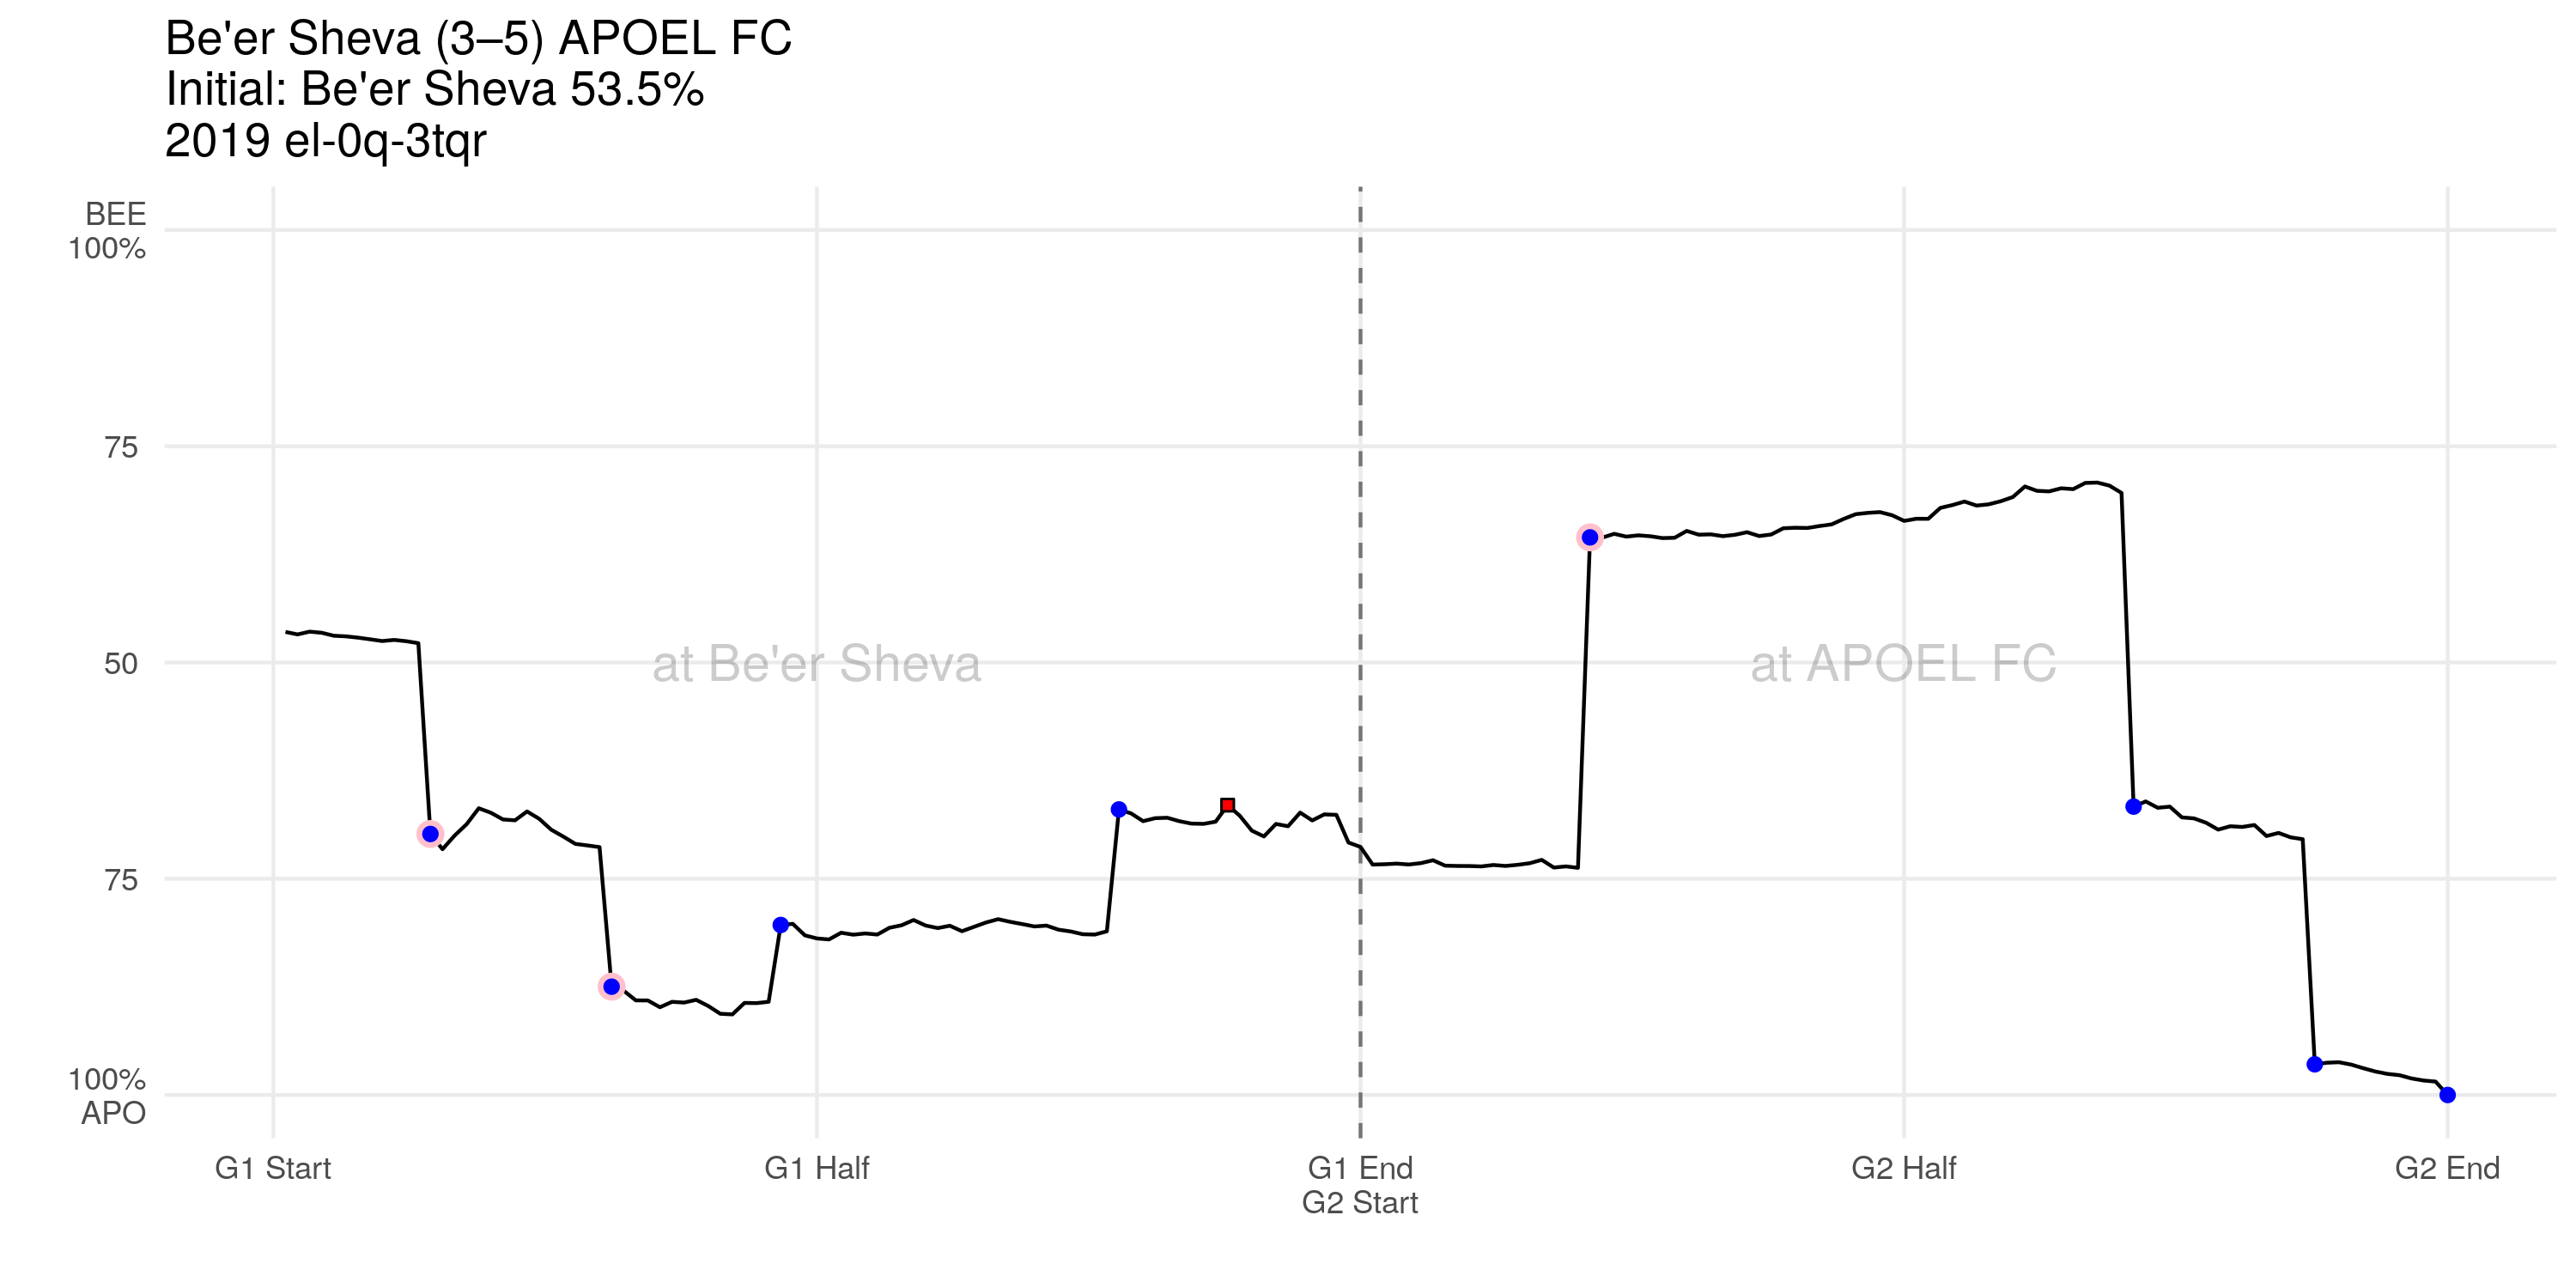 Be'er Sheva (3–5) APOEL FC
Initial: Be'er Sheva 53.5%
2019 el-0q-3tqr
BEE
100%
75
50
75
100%
APO
at Be'er Sheva
at APOEL FC
G1 Start
G1 Half
G1 End
G2 Start
G2 Half
G2 End